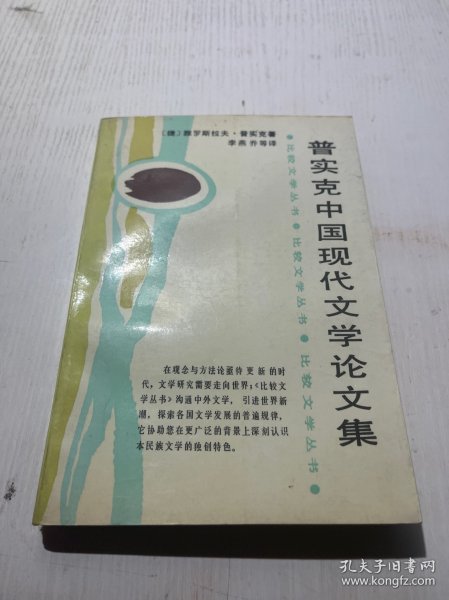 〔捷〕雅罗斯拉夫·普实克著
李燕乔等译
普实克中国现代文学论文集
●比较文学丛书●比较文学丛书●比较文学丛书●
在观念与方法论亟待更新的时
代，文学研究需要走向世界；《比较文
学丛书》沟通中外文学，引进世界新
潮，探索各国文学发展的普遍规律，
它协助您在更广泛的背景上深刻认识
本民族文学的独创特色。
孔夫子旧书网
www.kongfz.com